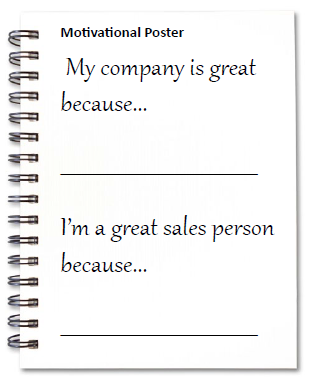 Motivational Poster
My company is great
because...
I'm a great sales person
because...